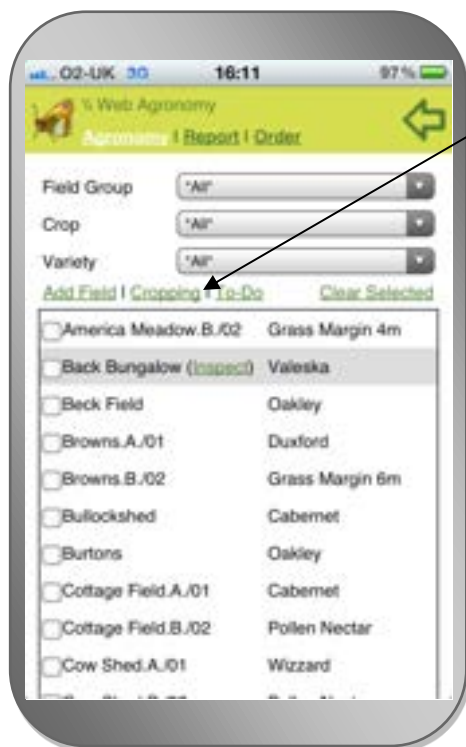 O2-UK 3G 16:11 97%
Web Agronomy
Agronomy | Report | Order
Field Group "All"
Crop "All"
Variety "All"
Add Field | Cropping | To-Do Clear Selected
America Meadow.B./02 Grass Margin 4m
Back Bungalow (Inspect) Valeska
Beck Field Oakley
Browns.A./01 Duxford
Browns.B./02 Grass Margin 6m
Bullockshed Cabernet
Burtons Oakley
Cottage Field.A./01 Cabernet
Cottage Field.B./02 Pollen Nectar
Cow Shed.A./01 Wizzard